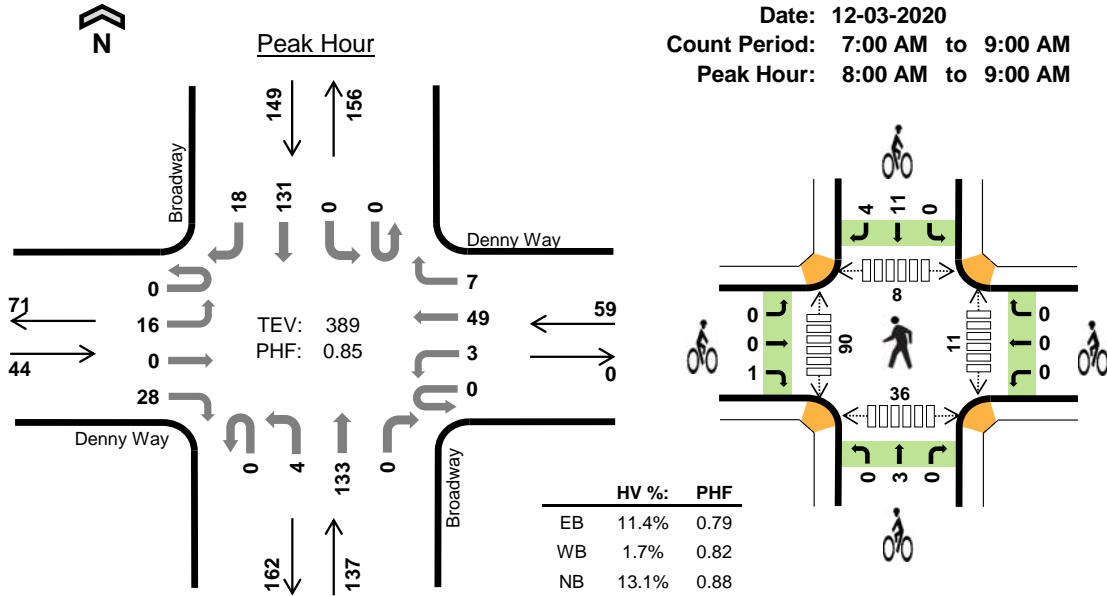 N
Peak Hour
Date: 12-03-2020
Count Period: 7:00 AM to 9:00 AM
Peak Hour: 8:00 AM to 9:00 AM
149
156
Broadway
18
131
0
0
Denny Way
0
7
71
16
TEV: 389
49
59
44
0
PHF: 0.85
3
0
28
0
Denny Way
0
4
133
0
Broadway
162
137
HV %: PHF
EB 11.4% 0.79
WB 1.7% 0.82
NB 13.1% 0.88
4
11
0
8
0
0
0
0
1
0
90
11
36
0
3
0